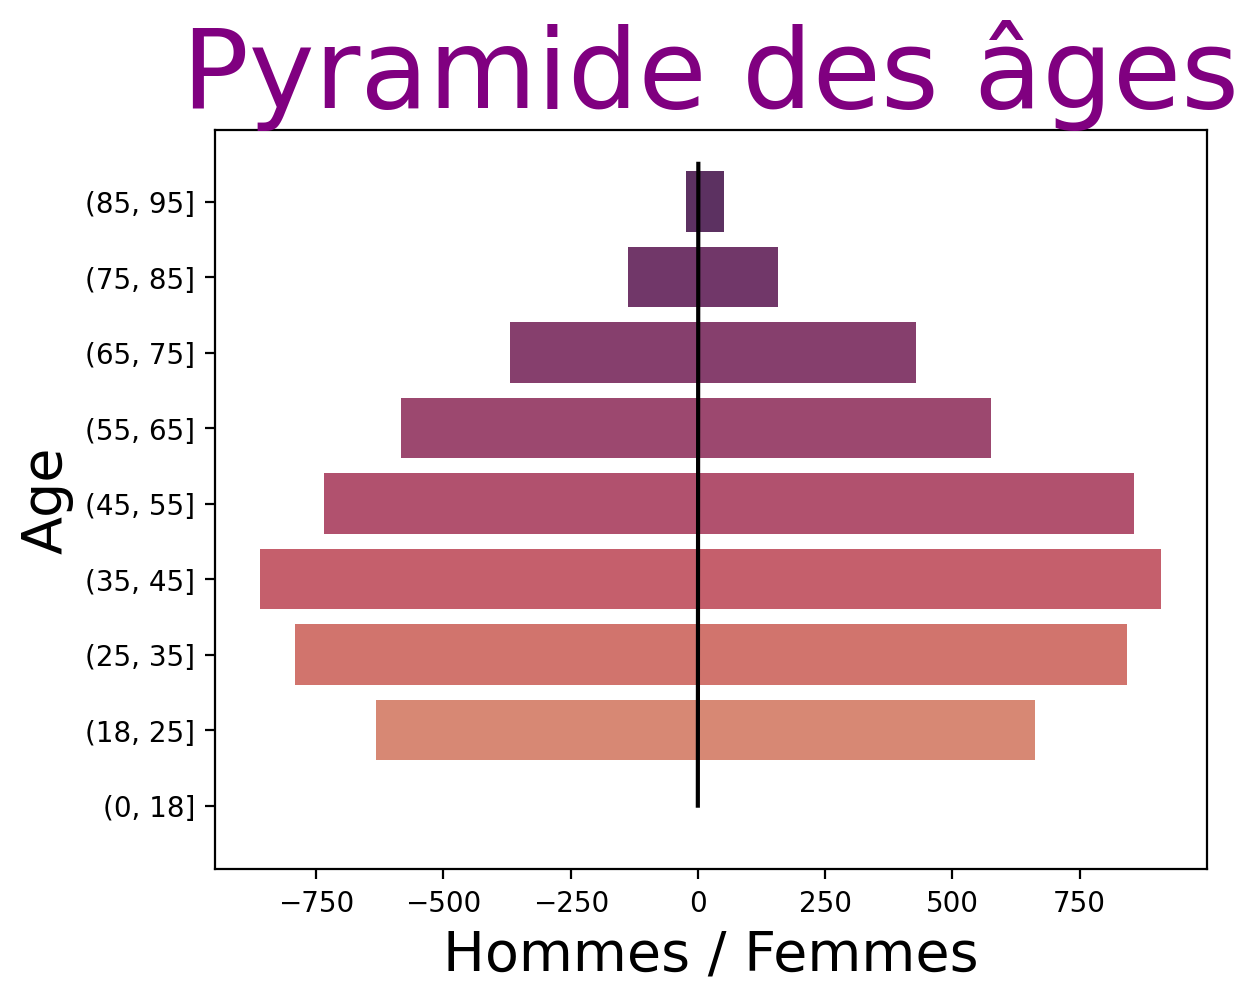 Pyramide des âges
Age
(85, 95]
(75, 85]
(65, 75]
(55, 65]
(45, 55]
(35, 45]
(25, 35]
(18, 25]
(0, 18]
−750 −500 −250 0 250 500 750
Hommes / Femmes